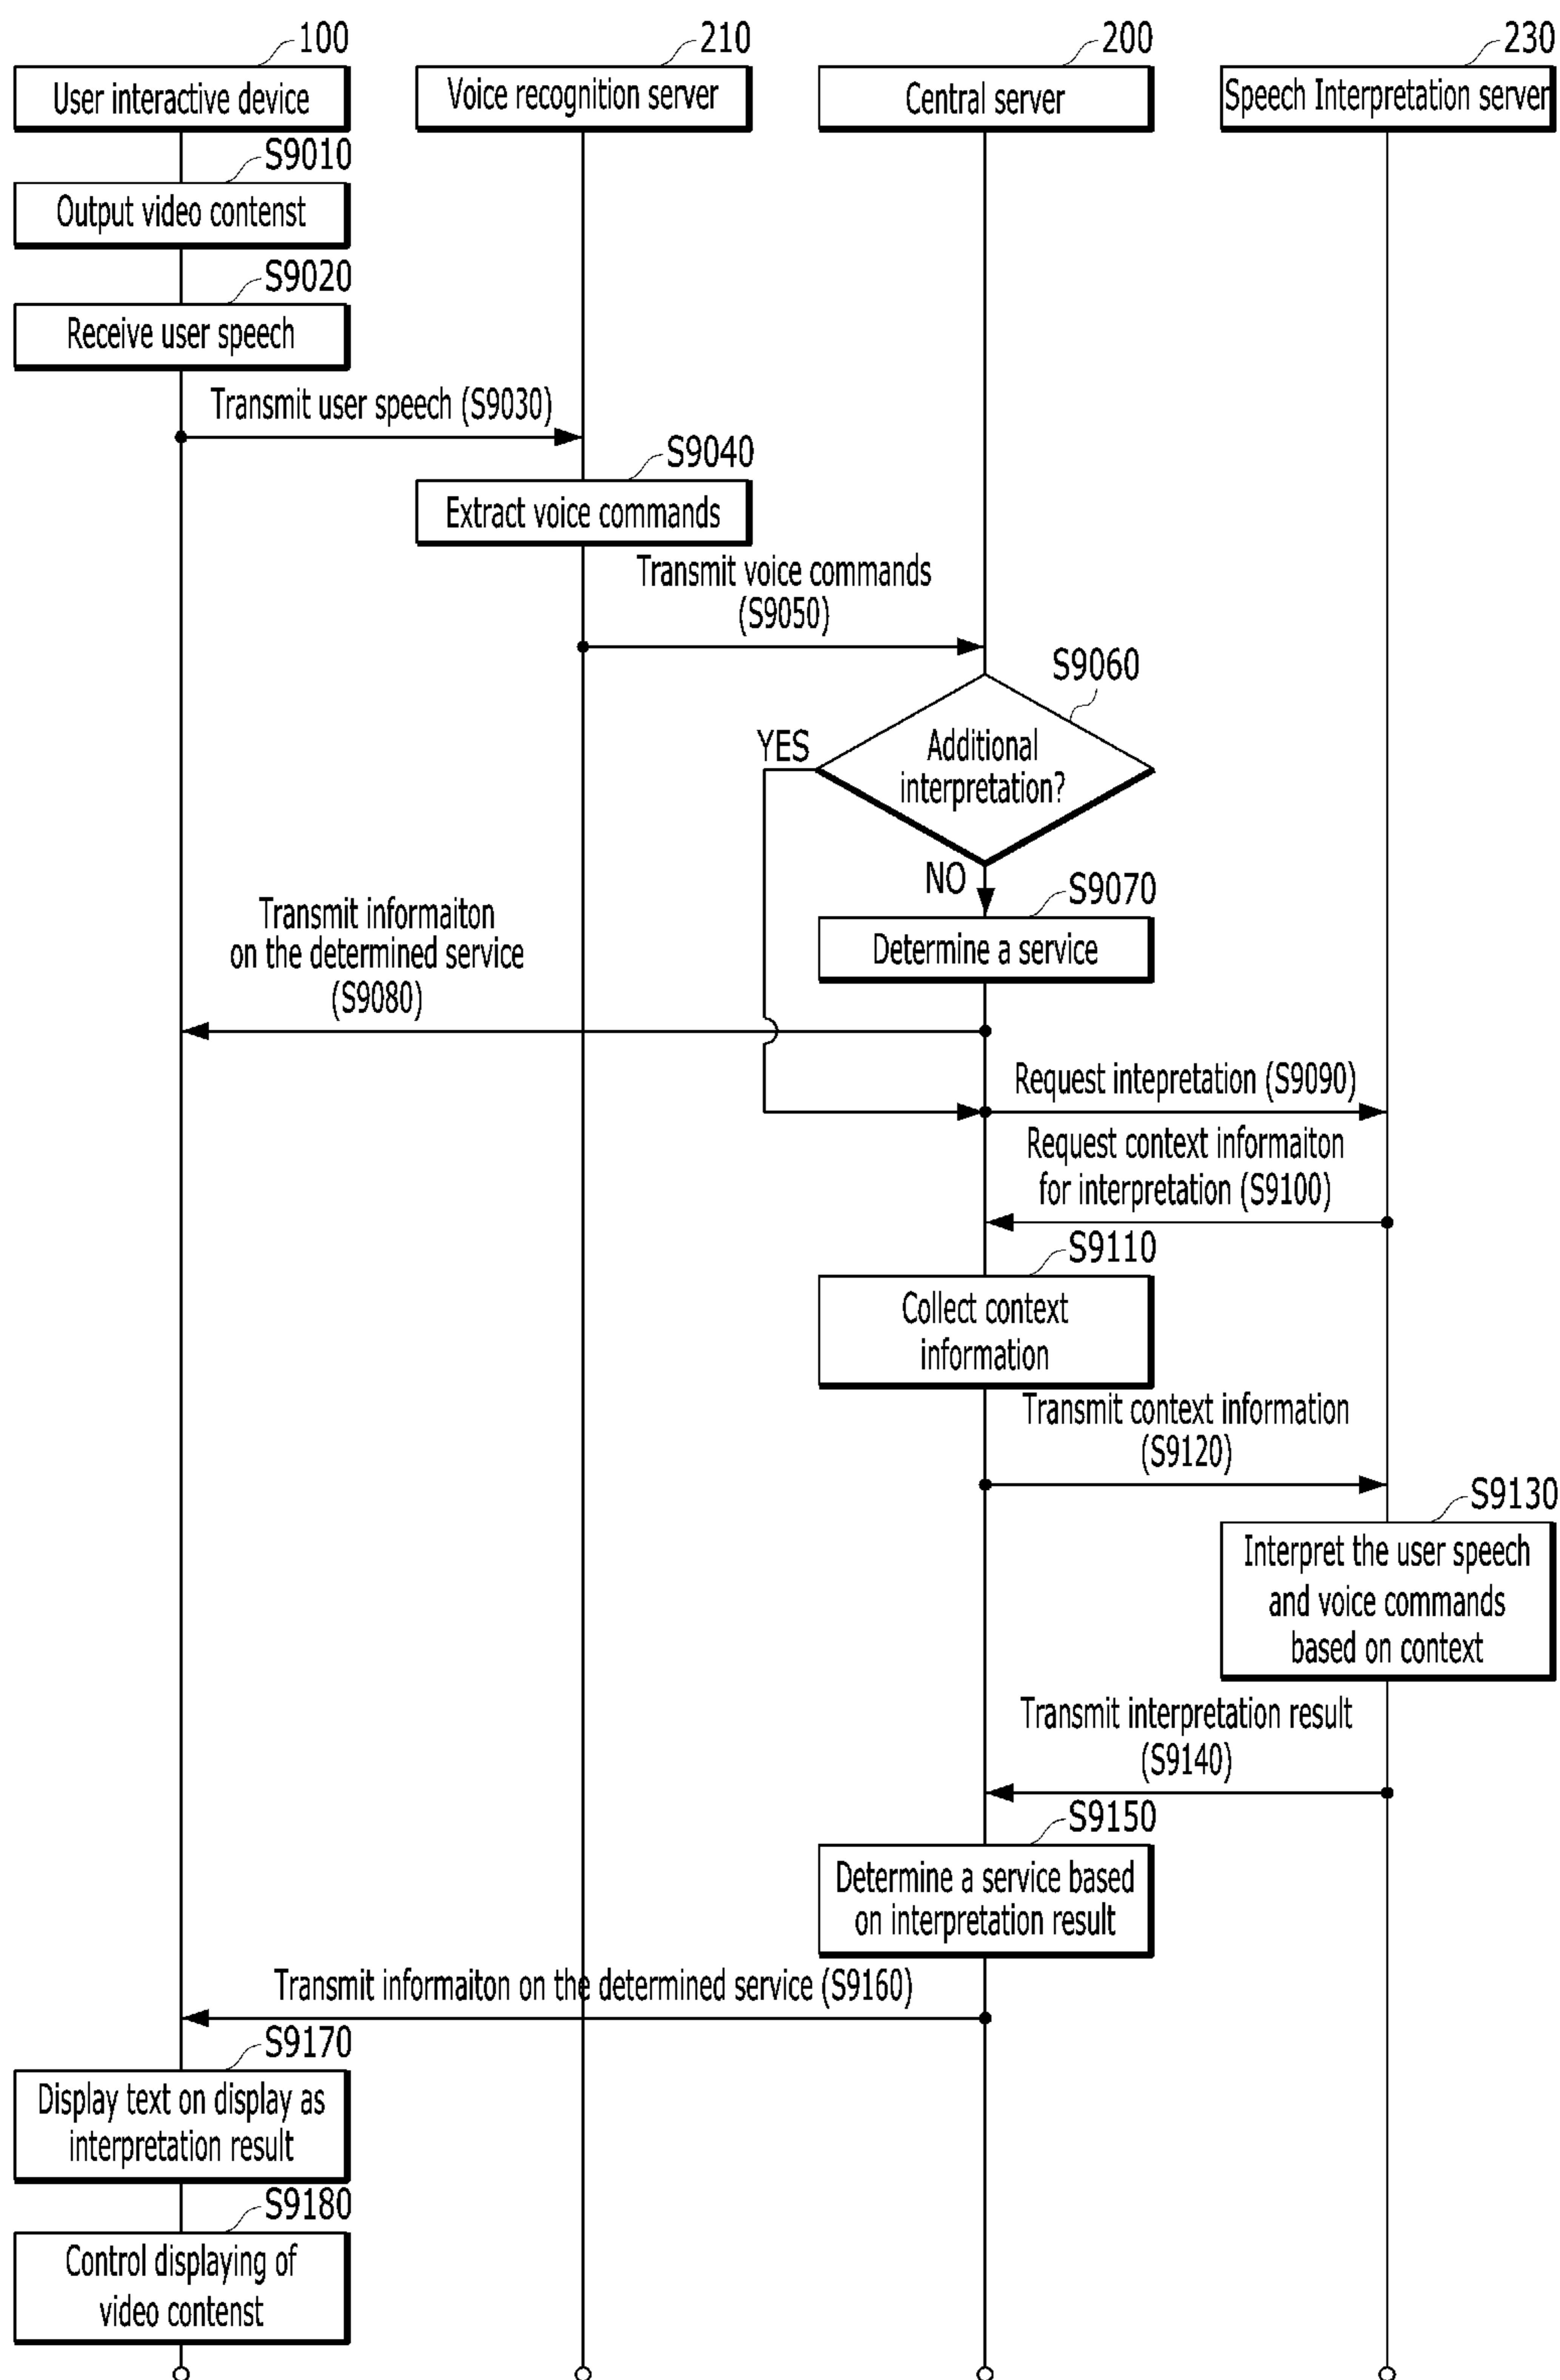 100
210
200
230
User interactive device
Voice recognition server
Central server
Speech Interpretation server
S9010
Output video contenst
S9020
Receive user speech
Transmit user speech (S9030)
S9040
Extract voice commands
Transmit voice commands
(S9050)
S9060
YES
Additional
interpretation?
NO
S9070
Transmit informaiton
on the determined service
(S9080)
Determine a service
Request intepretation (S9090)
Request context informaiton
for interpretation (S9100)
S9110
Collect context
information
Transmit context information
(S9120)
S9130
Interpret the user speech
and voice commands
based on context
Transmit interpretation result
(S9140)
S9150
Determine a service based
on interpretation result
Transmit informaiton on the determined service (S9160)
S9170
Display text on display as
interpretation result
S9180
Control displaying of
video contenst